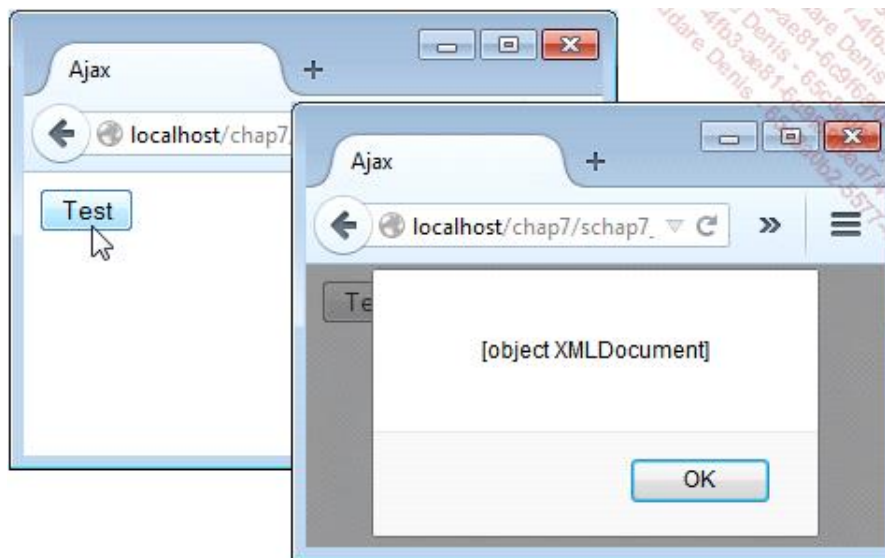 Ajax
localhost/chap7
Test
Ajax
localhost/chap7/schap7_
Te
[object XMLDocument]
OK